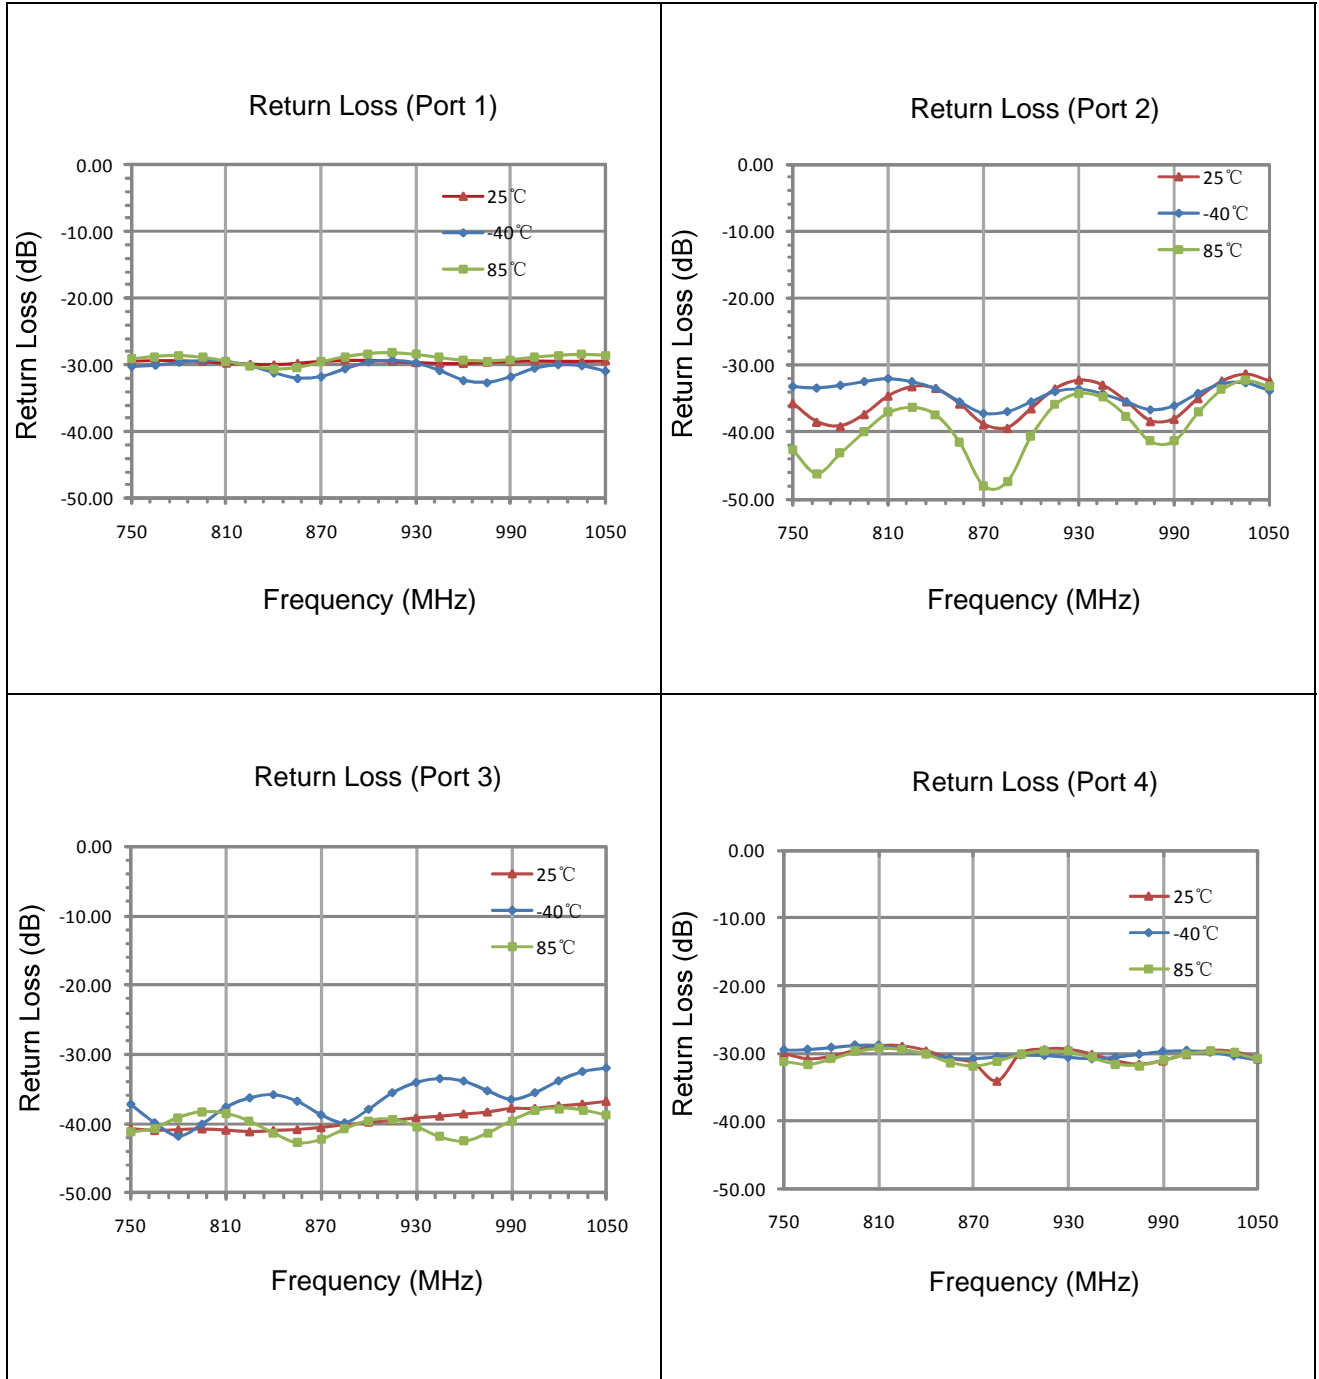 Return Loss (Port 1)
Return Loss (dB)
0.00
-10.00
-20.00
-30.00
-40.00
-50.00
25℃
-40℃
85℃
750 810 870 930 990 1050
Frequency (MHz)
Return Loss (Port 2)
Return Loss (dB)
0.00
-10.00
-20.00
-30.00
-40.00
-50.00
25℃
-40℃
85℃
750 810 870 930 990 1050
Frequency (MHz)
Return Loss (Port 3)
Return Loss (dB)
0.00
-10.00
-20.00
-30.00
-40.00
-50.00
25℃
-40℃
85℃
750 810 870 930 990 1050
Frequency (MHz)
Return Loss (Port 4)
Return Loss (dB)
0.00
-10.00
-20.00
-30.00
-40.00
-50.00
25℃
-40℃
85℃
750 810 870 930 990 1050
Frequency (MHz)